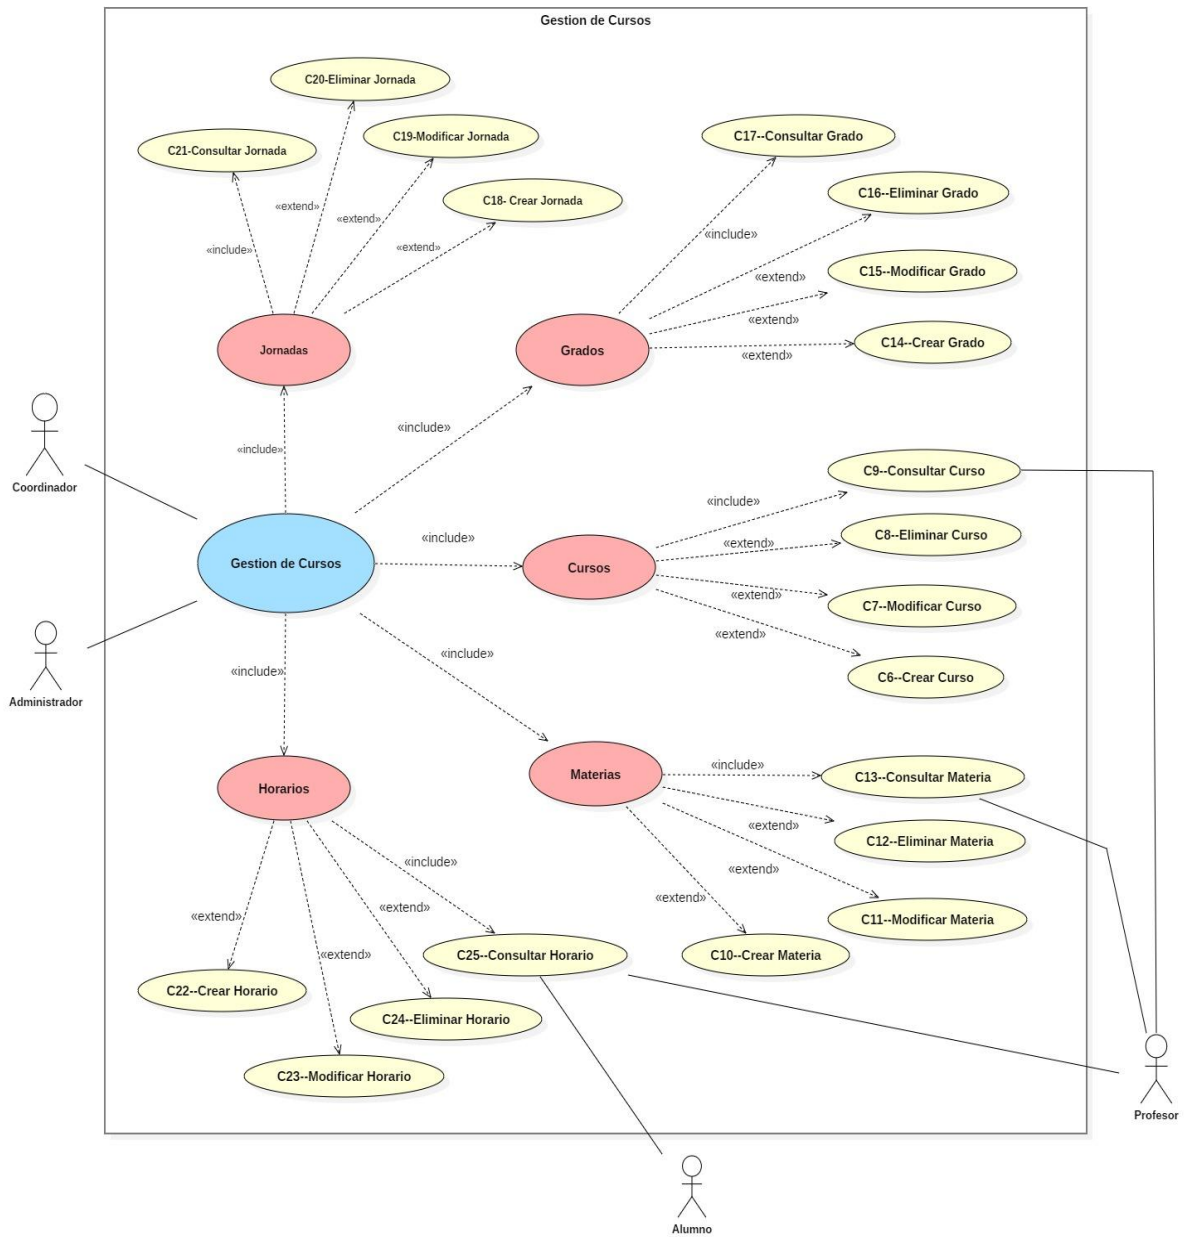 Gestion de Cursos
C20-Eliminar Jornada
C21-Consultar Jornada
C19-Modificar Jornada
C17--Consultar Grado
C18- Crear Jornada
C16--Eliminar Grado
«extend»
«extend»
«include»
«extend»
«include»
C15--Modificar Grado
«extend»
«extend»
C14--Crear Grado
«extend»
Jornadas
Grados
«include»
«include»
Coordinador
C9--Consultar Curso
«include»
«include»
C8--Eliminar Curso
«extend»
Gestion de Cursos
Cursos
«extend»
C7--Modificar Curso
«extend»
«include»
«include»
C6--Crear Curso
Administrador
«include»
Horarios
Materias
C13--Consultar Materia
«extend»
C12--Eliminar Materia
«include»
«extend»
«extend»
«extend»
«extend»
C11--Modificar Materia
«extend»
C25--Consultar Horario
C10--Crear Materia
C22--Crear Horario
C24--Eliminar Horario
C23--Modificar Horario
Profesor
Alumno